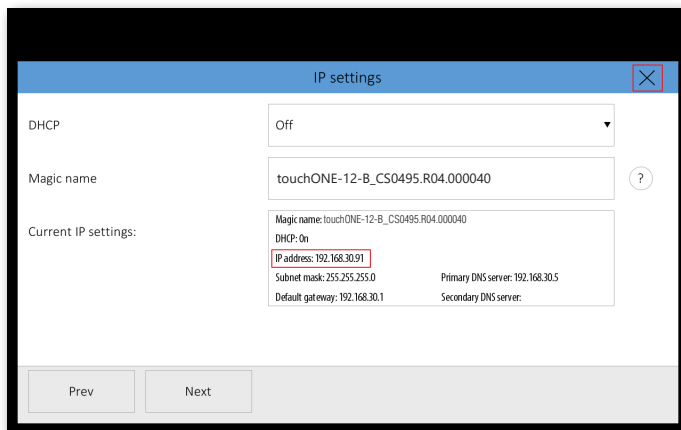 IP settings
DHCP
Off
Magic name
touchONE-12-B_CS0495.R04.000040
?
Current IP settings:
Magic name: touchONE-12-B_CS0495.R04.000040
DHCP: On
IP address: 192.168.30.91
Subnet mask: 255.255.255.0 Primary DNS server: 192.168.30.5
Default gateway: 192.168.30.1 Secondary DNS server:
Prev Next